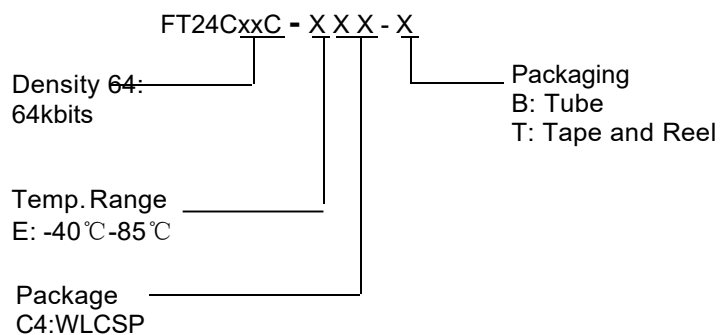 FT24CxxC - X X X - X
Density 64:
64kbits
Packaging
B: Tube
T: Tape and Reel
Temp. Range
E: -40℃-85℃
Package
C4:WLCSP